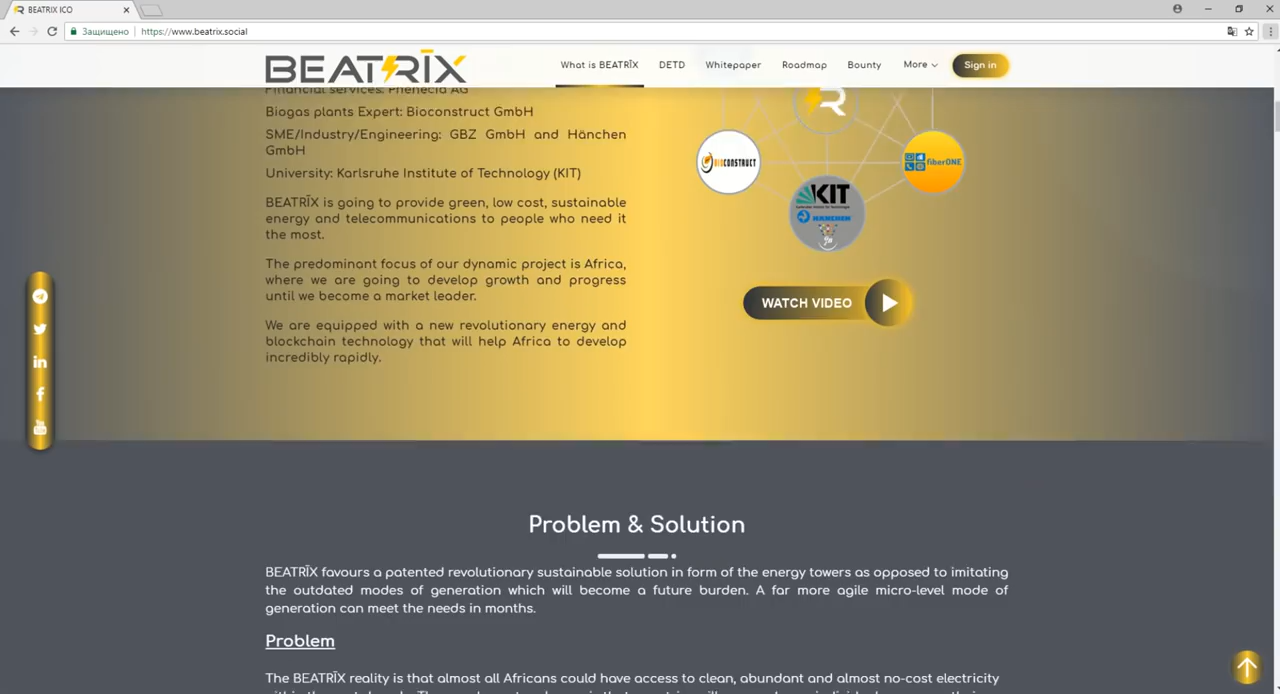 BEATRIX ICO
Защищено
https://www.beatrix.social
BEATRĪX
What is BEATRĪX
DETD
Whitepaper
Roadmap
Bounty
More
Sign in
Financial services: Phenecia AG
Biogas plants Expert: Bioconstruct GmbH
SME/Industry/Engineering: GBZ GmbH and Hänchen
GmbH
University: Karlsruhe Institute of Technology (KIT)
BEATRĪX is going to provide green, low cost, sustainable
energy and telecommunications to people who need it
the most.
The predominant focus of our dynamic project is Africa,
where we are going to develop growth and progress
until we become a market leader.
We are equipped with a new revolutionary energy and
blockchain technology that will help Africa to develop
incredibly rapidly.
BIOCONSTRUCT
fiberONE
KIT
HÄNCHEN
WATCH VIDEO
Problem & Solution
BEATRĪX favours a patented revolutionary sustainable solution in form of the energy towers as opposed to imitating
the outdated modes of generation which will become a future burden. A far more agile micro-level mode of
generation can meet the needs in months.
Problem
The BEATRĪX reality is that almost all Africans could have access to clean, abundant and almost no-cost electricity